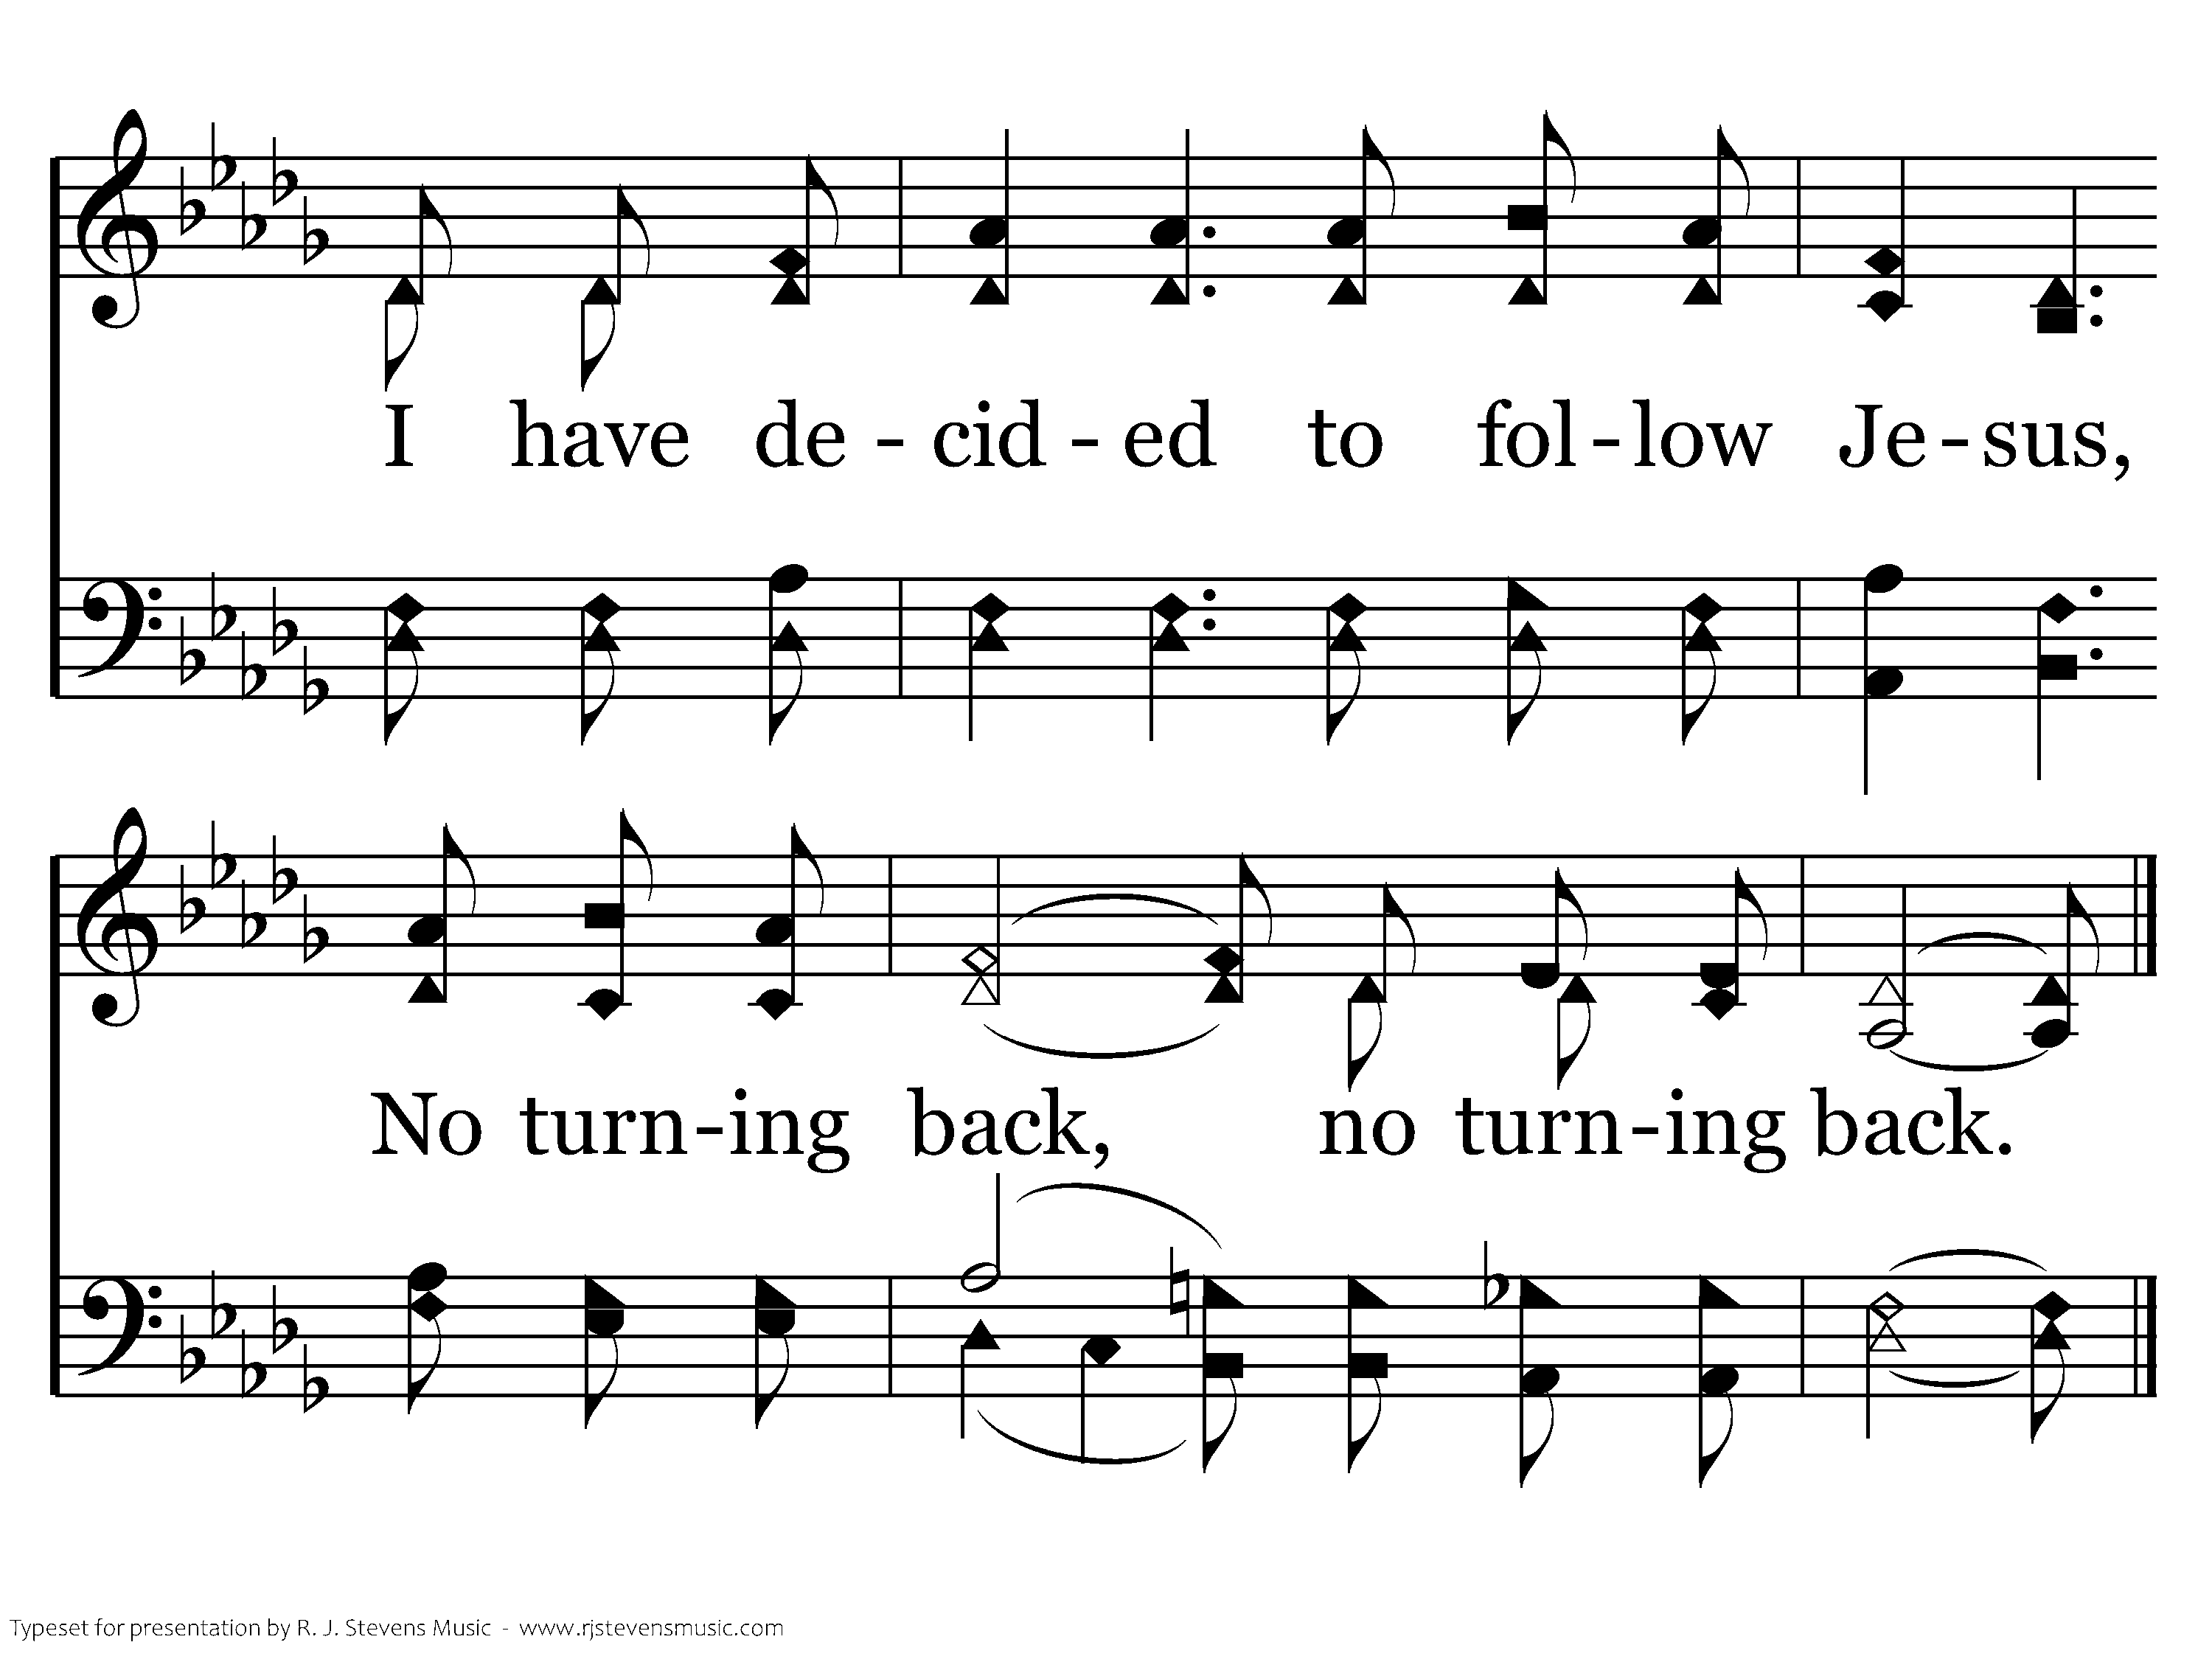 I have de - cid - ed to fol - low Je - sus,
No turn-ing back, no turn-ing back.
Typeset for presentation by R. J. Stevens Music - www.rjstevensmusic.com